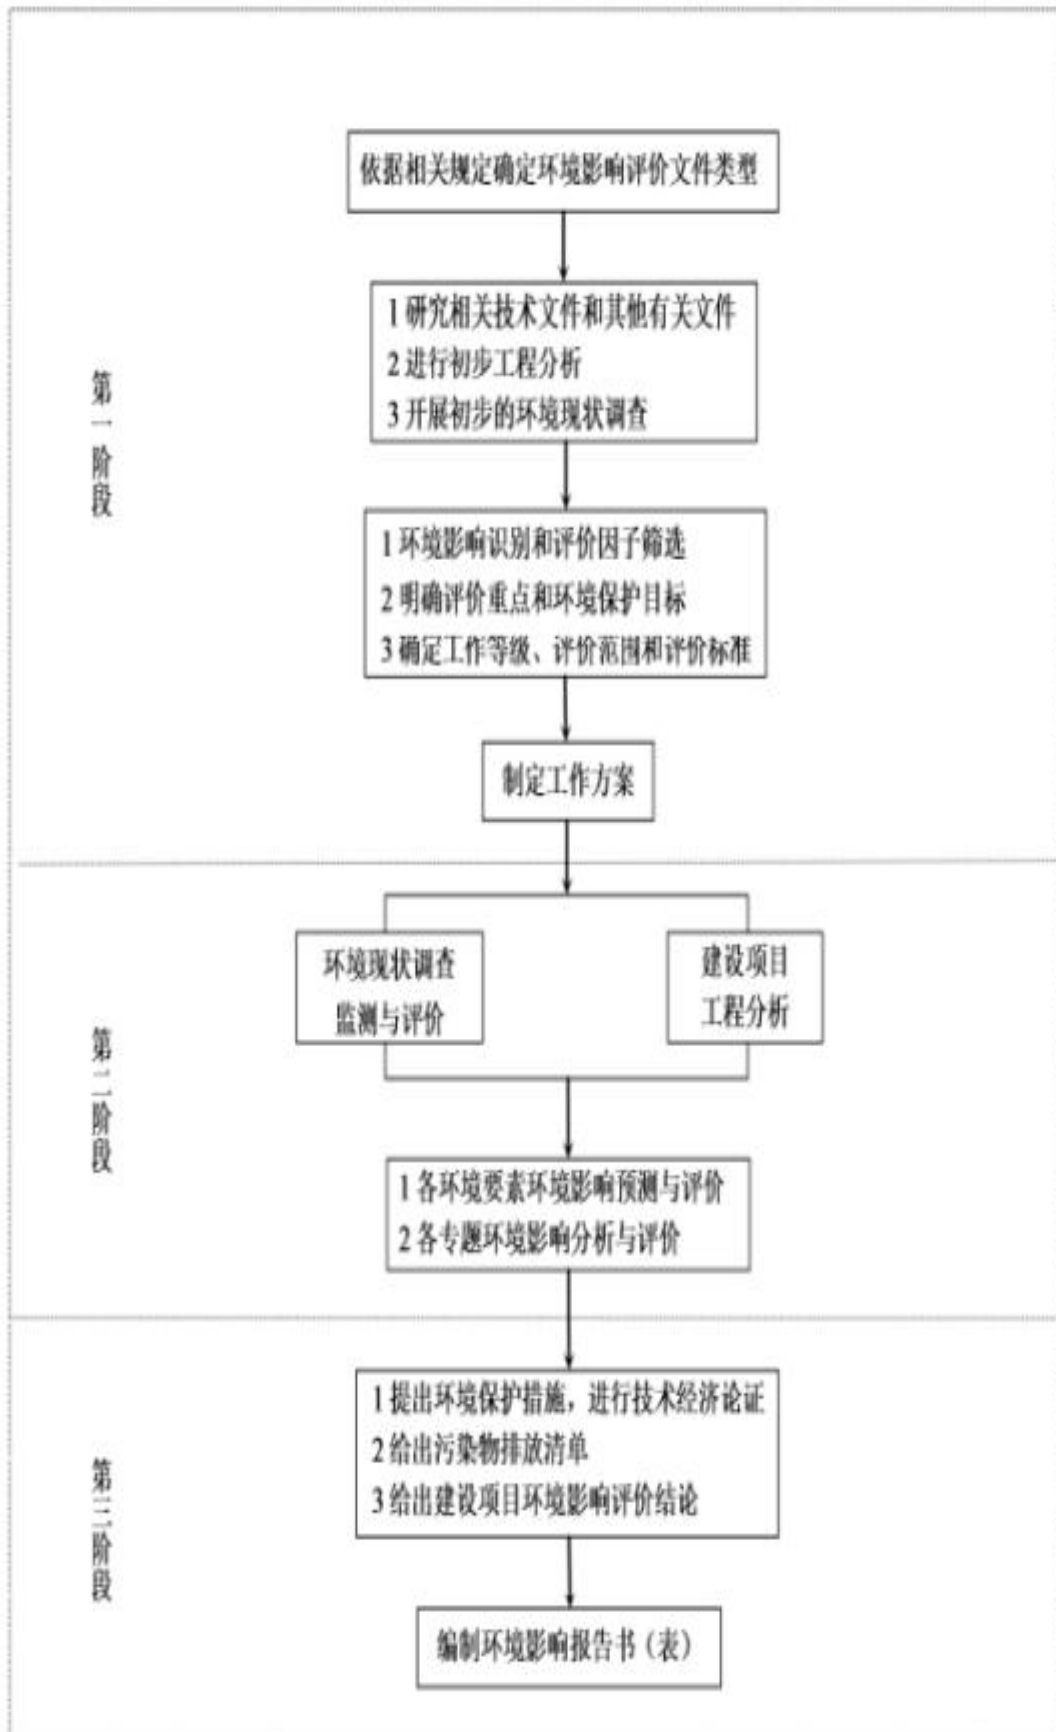 依据相关规定确定环境影响评价文件类型
1 研究相关技术文件和其他有关文件
2 进行初步工程分析
3 开展初步的环境现状调查
第一阶段
1 环境影响识别和评价因子筛选
2 明确评价重点和环境保护目标
3 确定工作等级、评价范围和评价标准
制定工作方案
环境现状调查
监测与评价
建设项目
工程分析
第二阶段
1 各环境要素环境影响预测与评价
2 各专题环境影响分析与评价
1 提出环境保护措施，进行技术经济论证
2 给出污染物排放清单
3 给出建设项目环境影响评价结论
第三阶段
编制环境影响报告书（表）